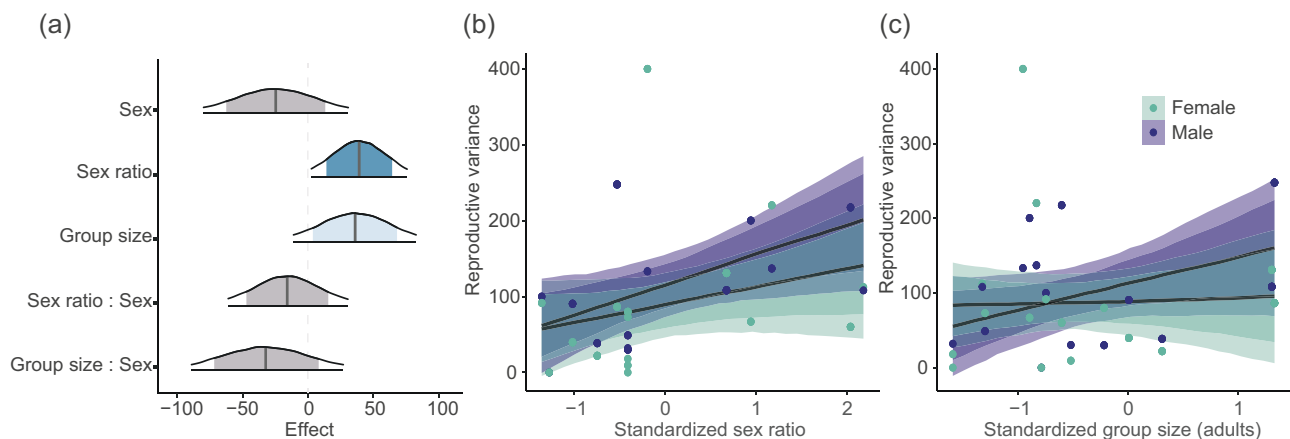 (a)
Sex
Sex ratio
Group size
Sex ratio : Sex
Group size : Sex
−100 −50 0 50 100
Effect
(b)
Reproductive variance
400
300
200
100
0
−1 0 1 2
Standardized sex ratio
(c)
Reproductive variance
400
300
200
100
0
−1 0 1
Standardized group size (adults)
Female
Male